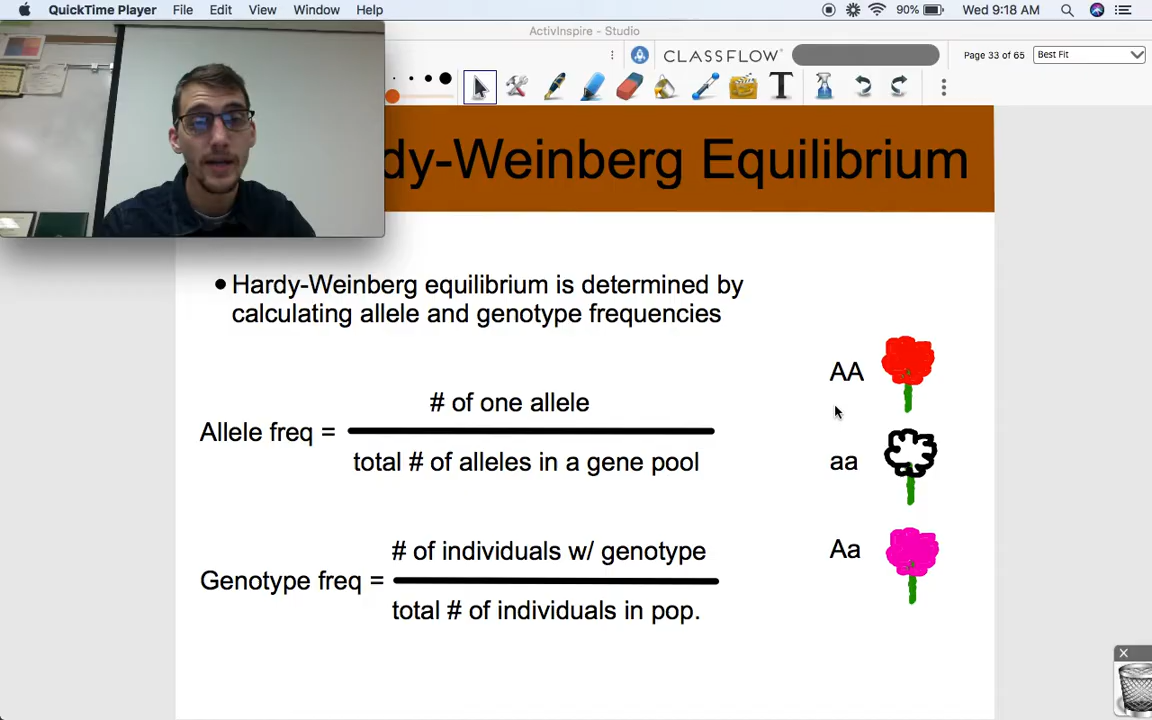 QuickTime Player File Edit View Window Help 90% Wed 9:18 AM
ActivInspire - Studio
CLASSFLOW Page 33 of 65 Best Fit
T
dy-Weinberg Equilibrium
• Hardy-Weinberg equilibrium is determined by
calculating allele and genotype frequencies
AA
# of one allele
Allele freq =
total # of alleles in a gene pool
aa
# of individuals w/ genotype
Aa
Genotype freq =
total # of individuals in pop.